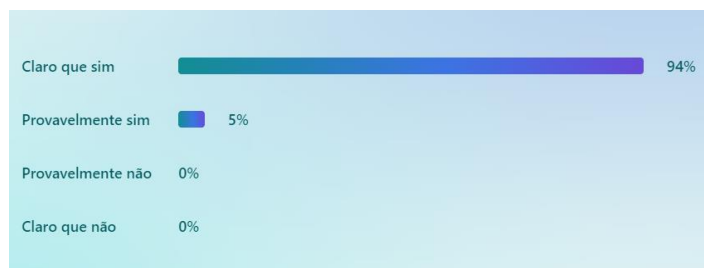 Claro que sim 94%
Provavelmente sim 5%
Provavelmente não 0%
Claro que não 0%